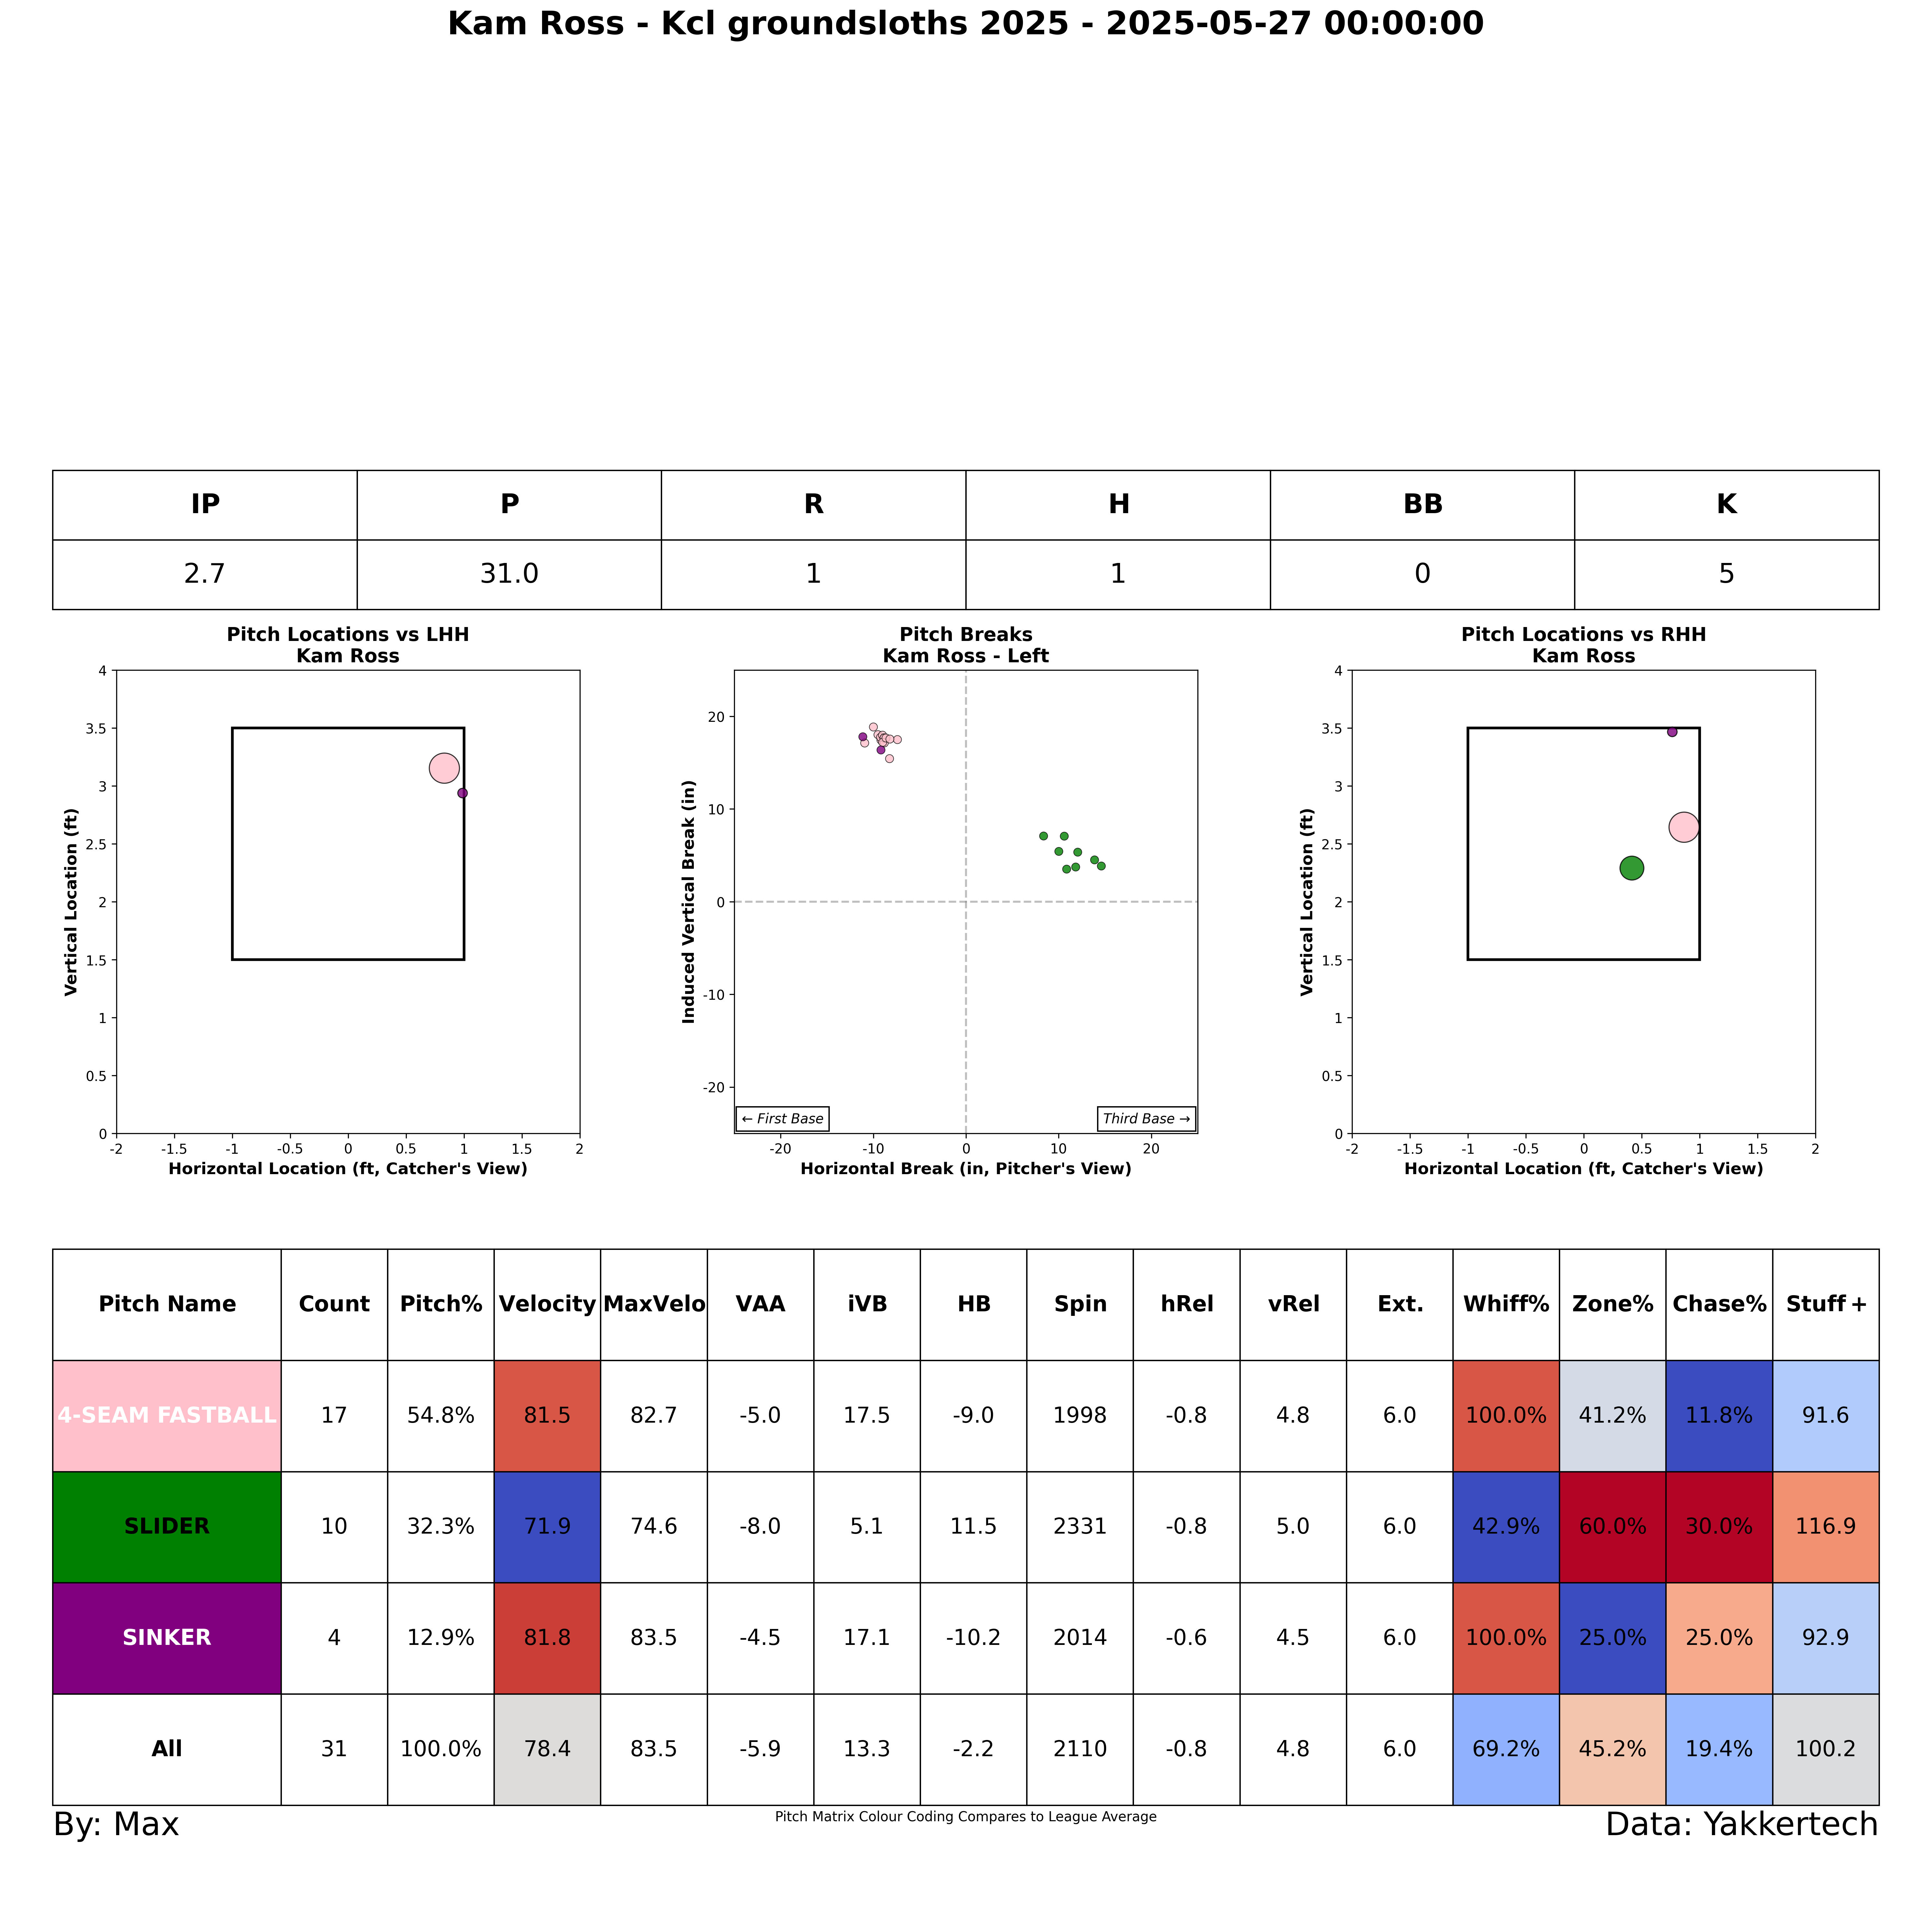 Kam Ross - Kcl groundsloths 2025 - 2025-05-27 00:00:00
IP P R H BB K
2.7 31.0 1 1 0 5
Pitch Locations vs LHH
Kam Ross
4
3.5
3
2.5
2
1.5
1
0.5
0
-2 -1.5 -1 -0.5 0 0.5 1 1.5 2
Vertical Location (ft)
Horizontal Location (ft, Catcher's View)
Pitch Breaks
Kam Ross - Left
20
10
0
-10
-20
← First Base
Third Base →
-20 -10 0 10 20
Induced Vertical Break (in)
Horizontal Break (in, Pitcher's View)
Pitch Locations vs RHH
Kam Ross
4
3.5
3
2.5
2
1.5
1
0.5
0
-2 -1.5 -1 -0.5 0 0.5 1 1.5 2
Vertical Location (ft)
Horizontal Location (ft, Catcher's View)
Pitch Name Count Pitch% Velocity MaxVelo VAA iVB HB Spin hRel vRel Ext. Whiff% Zone% Chase% Stuff+
4-SEAM FASTBALL 17 54.8% 81.5 82.7 -5.0 17.5 -9.0 1998 -0.8 4.8 6.0 100.0% 41.2% 11.8% 91.6
SLIDER 10 32.3% 71.9 74.6 -8.0 5.1 11.5 2331 -0.8 5.0 6.0 42.9% 60.0% 30.0% 116.9
SINKER 4 12.9% 81.8 83.5 -4.5 17.1 -10.2 2014 -0.6 4.5 6.0 100.0% 25.0% 25.0% 92.9
All 31 100.0% 78.4 83.5 -5.9 13.3 -2.2 2110 -0.8 4.8 6.0 69.2% 45.2% 19.4% 100.2
By: Max
Pitch Matrix Colour Coding Compares to League Average
Data: Yakkertech